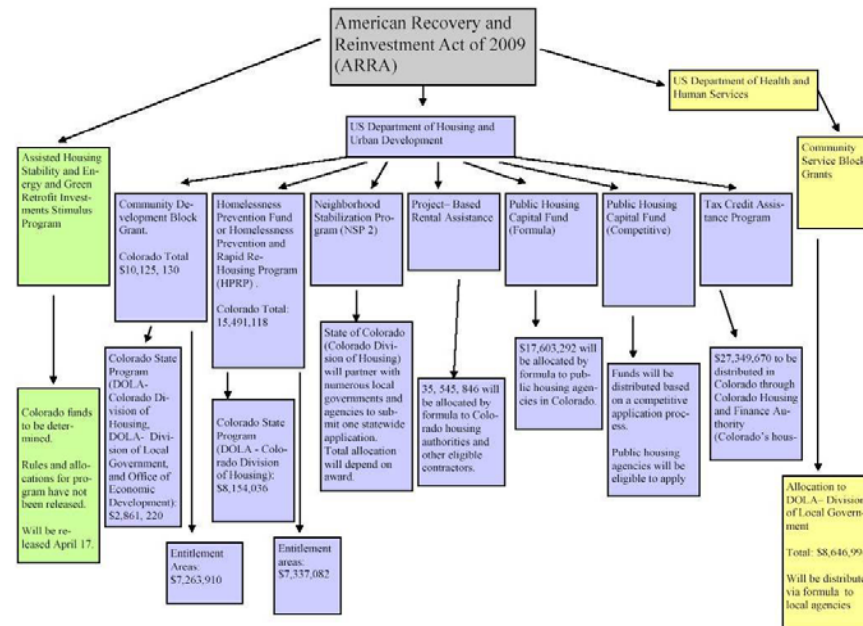 American Recovery and
Reinvestment Act of 2009
(ARRA)
US Department of Health and
Human Services
US Department of Housing and
Urban Development
Assisted Housing
Stability and En-
ergy and Green
Retrofit Invest-
ments Stimulus
Program
Community De-
velopment Block
Grant.
Colorado Total
$10,125, 130
Homelessness
Prevention Fund
or Homelessness
Prevention and
Rapid Re-
Housing Program
(HPRP) .
Colorado Total:
15,491,118
Neighborhood
Stabilization Pro-
gram (NSP 2)
Project– Based
Rental Assistance
Public Housing
Capital Fund
(Formula)
Public Housing
Capital Fund
(Competitive)
Tax Credit Assis-
tance Program
Community
Service Block
Grants
Colorado funds
to be deter-
mined.
Rules and allo-
cations for pro-
gram have not
been released.
Will be re-
leased April 17.
Colorado State
Program
(DOLA-
Colorado Di-
vision of
Housing,
DOLA- Divi-
sion of Local
Government,
and Office of
Economic
Development):
$2,861, 220
Entitlement
Areas:
$7,263,910
Colorado State
Program
(DOLA - Colo-
rado Division
of Housing):
$8,154,036
Entitlement
areas:
$7,337,082
State of Colorado
(Colorado Divi-
sion of Housing)
will partner with
numerous local
governments and
agencies to sub-
mit one statewide
application.
Total allocation
will depend on
award.
35, 545, 846 will
be allocated by
formula to Colo-
rado housing
authorities and
other eligible
contractors.
$17,603,292 will
be allocated by
formula to pub-
lic housing agen-
cies in Colorado.
Funds will be
distributed based
on a competitive
application proc-
ess.
Public housing
agencies will be
eligible to apply
$27,349,670 to be
distributed in
Colorado through
Colorado Housing
and Finance Au-
thority
(Colorado's hous-
Allocation to
DOLA– Division
of Local Govern-
ment
Total: $8,646,99
Will be distribute
via formula to
local agencies